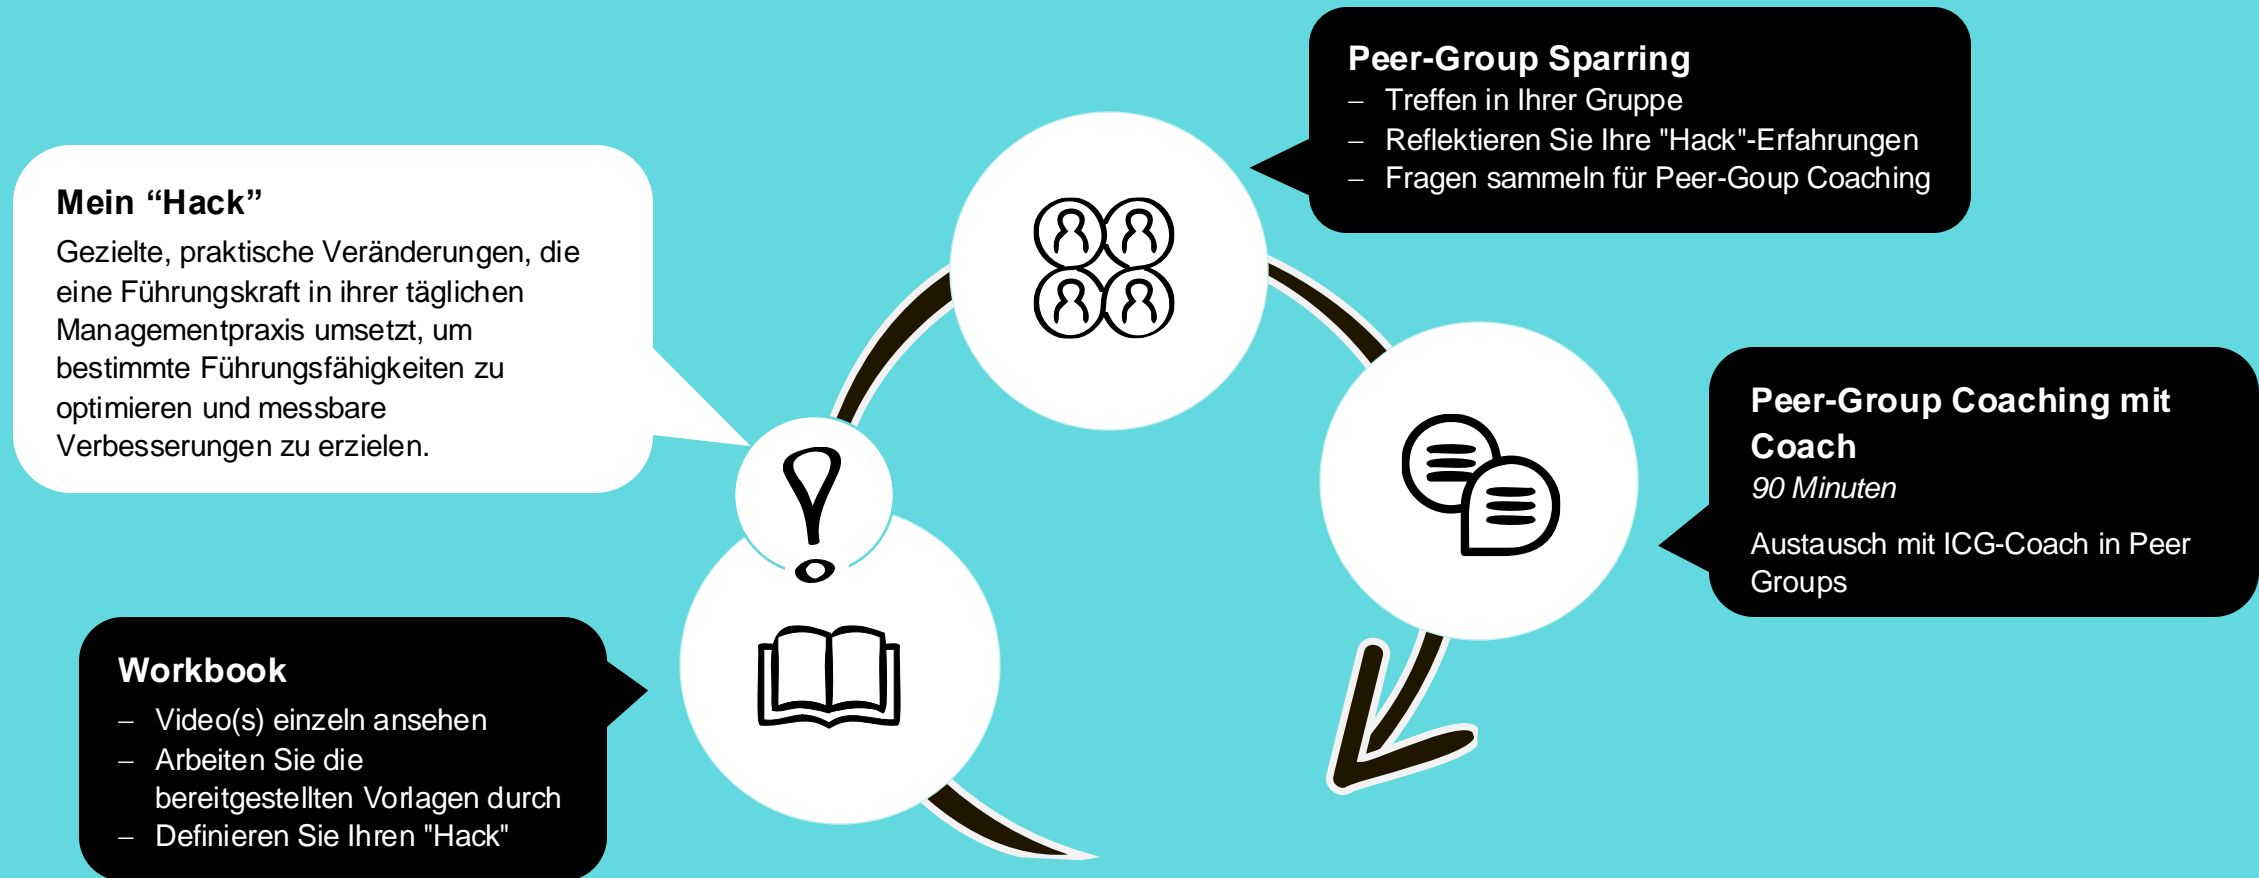 Peer-Group Sparring
– Treffen in Ihrer Gruppe
– Reflektieren Sie Ihre "Hack"-Erfahrungen
– Fragen sammeln für Peer-Goup Coaching
Mein “Hack”
Gezielte, praktische Veränderungen, die
eine Führungskraft in ihrer täglichen
Managementpraxis umsetzt, um
bestimmte Führungsfähigkeiten zu
optimieren und messbare
Verbesserungen zu erzielen.
Peer-Group Coaching mit
Coach
90 Minuten
Austausch mit ICG-Coach in Peer
Groups
Workbook
– Video(s) einzeln ansehen
– Arbeiten Sie die
bereitgestellten Vorlagen durch
– Definieren Sie Ihren "Hack"